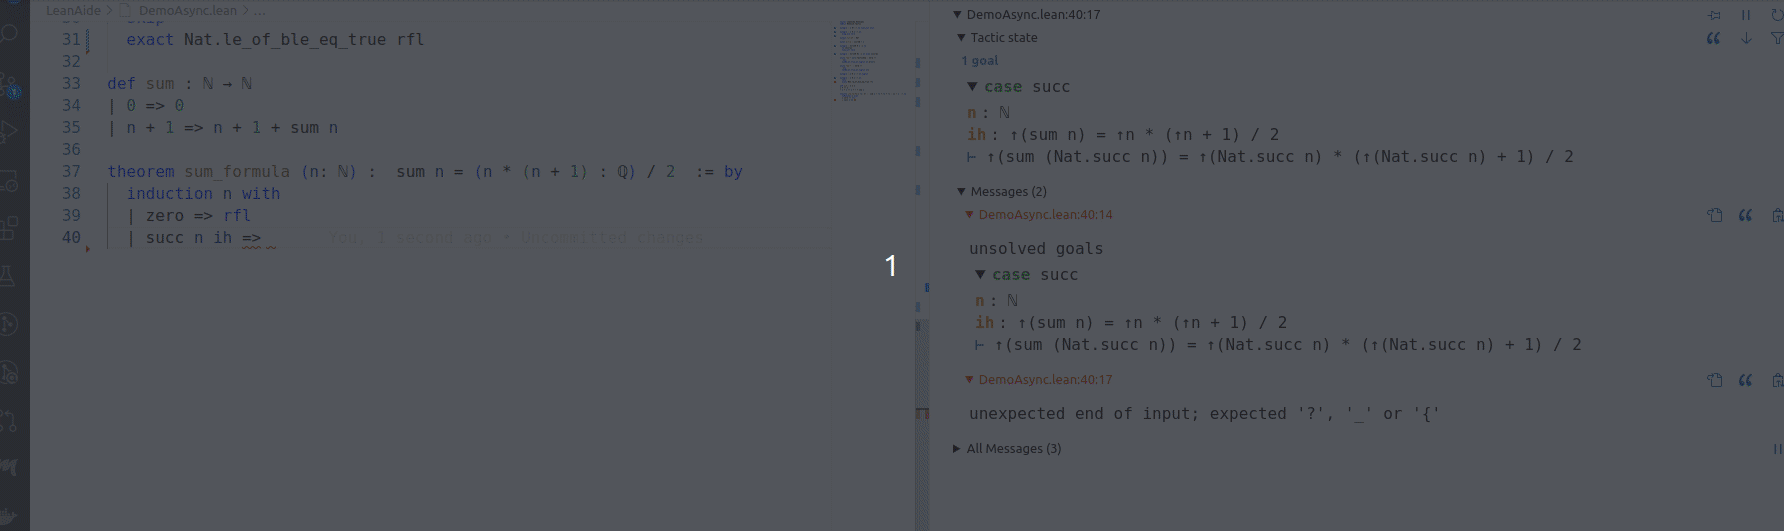 LeanAide > DemoAsync.lean > ...
31 exact Nat.le_of_ble_eq_true rfl
32
33 def sum : ℕ → ℕ
34 | 0 => 0
35 | n + 1 => n + 1 + sum n
36
37 theorem sum_formula (n: ℕ) : sum n = (n * (n + 1) : ℚ) / 2 := by
38 induction n with
39 | zero => rfl
40 | succ n ih => You, 1 second ago • Uncommitted changes
1
▼ DemoAsync.lean:40:17
▼ Tactic state
1 goal
▼ case succ
n : ℕ
ih : ↑(sum n) = ↑n * (↑n + 1) / 2
⊢ ↑(sum (Nat.succ n)) = ↑(Nat.succ n) * (↑(Nat.succ n) + 1) / 2
▼ Messages (2)
▼ DemoAsync.lean:40:14
unsolved goals
▼ case succ
n : ℕ
ih : ↑(sum n) = ↑n * (↑n + 1) / 2
⊢ ↑(sum (Nat.succ n)) = ↑(Nat.succ n) * (↑(Nat.succ n) + 1) / 2
▼ DemoAsync.lean:40:17
unexpected end of input; expected '?', '_' or '{'
▶ All Messages (3)